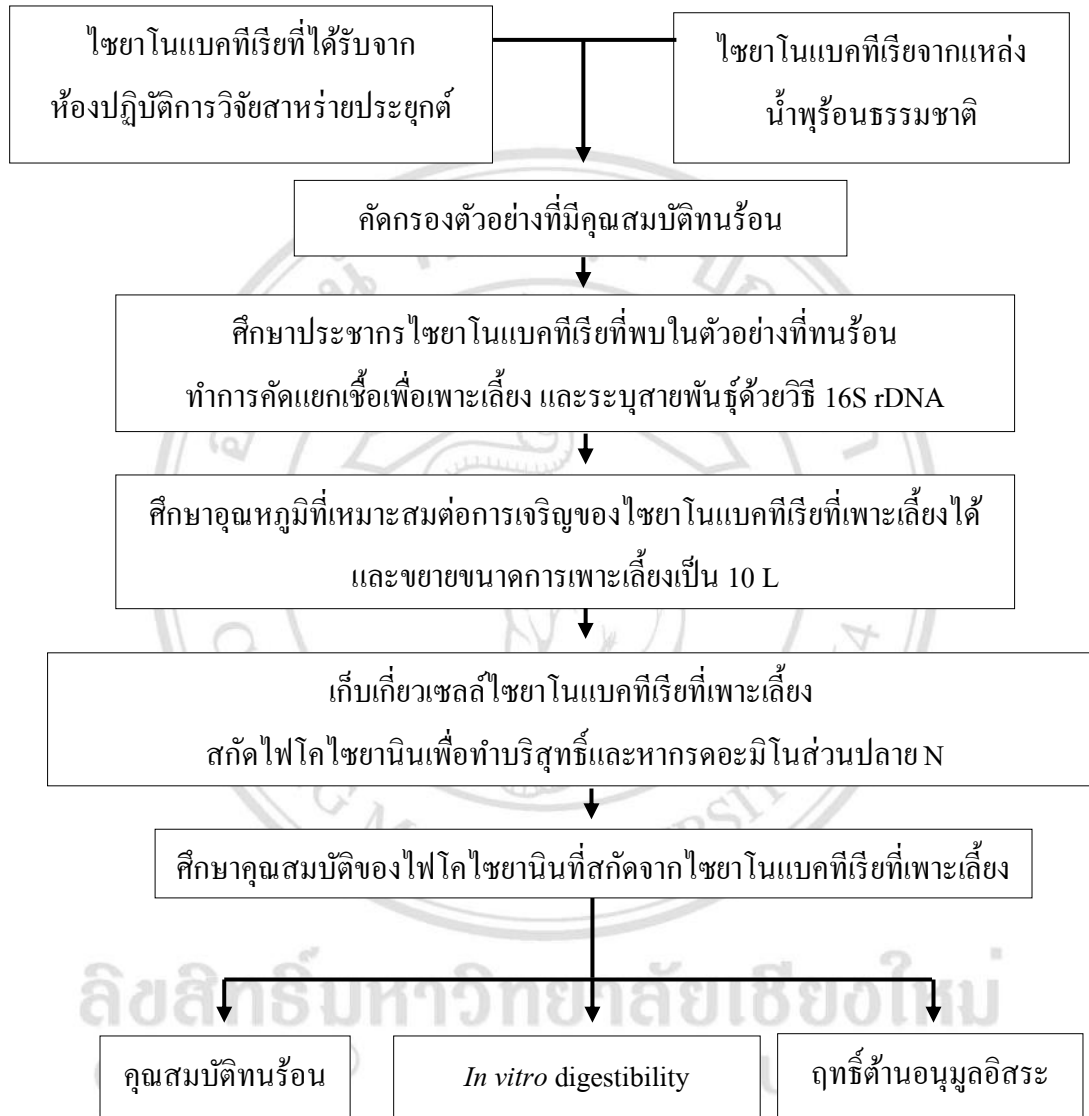 ไซยาโนแบคทีเรียที่ได้รับจาก
ห้องปฏิบัติการวิจัยสาหร่ายประยุกต์
ไซยาโนแบคทีเรียจากแหล่ง
น้ำพุร้อนธรรมชาติ
คัดกรองตัวอย่างที่มีคุณสมบัติทนร้อน
ศึกษาประชากรไซยาโนแบคทีเรียที่พบในตัวอย่างที่ทนร้อน
ทำการคัดแยกเชื้อเพื่อเพาะเลี้ยง และระบุสายพันธุ์ด้วยวิธี 16S rDNA
ศึกษาอุณหภูมิที่เหมาะสมต่อการเจริญของไซยาโนแบคทีเรียที่เพาะเลี้ยงได้
และขยายขนาดการเพาะเลี้ยงเป็น 10 L
เก็บเกี่ยวเซลล์ไซยาโนแบคทีเรียที่เพาะเลี้ยง
สกัดไฟโคไซยานินเพื่อทำบริสุทธิ์และหากรดอะมิโนส่วนปลาย N
ศึกษาคุณสมบัติของไฟโคไซยานินที่สกัดจากไซยาโนแบคทีเรียที่เพาะเลี้ยง
ลิขสิทธิ์มหาวิทยาลัยเชียงใหม่
คุณสมบัติทนร้อน
In vitro digestibility
ฤทธิ์ต้านอนุมูลอิสระ